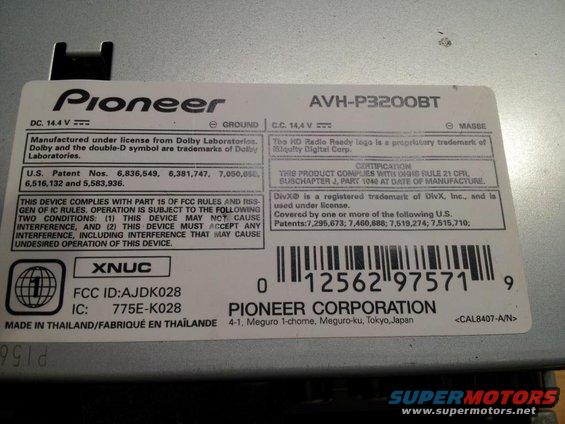 Pioneer
AVH-P3200BT
DC. 14.4 V ⎓ ⊖ GROUND C.C. 14,4 V ⎓ ⊖ MASSE
Manufactured under license from Dolby Laboratories.
Dolby and the double-D symbol are trademarks of Dolby
Laboratories.
U.S. Patent Nos. 6,836,549, 6,381,747,
6,516,132 and 5,583,936.
THIS DEVICE COMPLIES WITH PART 15 OF FCC RULES AND RSS-
GEN OF IC RULES. OPERATION IS SUBJECT TO THE FOLLOWING
TWO CONDITIONS: (1) THIS DEVICE MAY NOT CAUSE
INTERFERENCE, AND (2) THIS DEVICE MUST ACCEPT ANY
INTERFERENCE, INCLUDING INTERFERENCE THAT MAY CAUSE
UNDESIRED OPERATION OF THIS DEVICE.
The HD Radio Ready logo is a proprietary trademark of
iBiquity Digital Corp.
CERTIFICATION
THIS PRODUCT COMPLIES WITH DHHS RULE 21 CFR,
SUBSCHAPTER J, PART 1040 AT DATE OF MANUFACTURE.
DivX® is a registered trademark of DivX, Inc., and is
used under license.
Covered by one or more of the following U.S.
Patents:7,295,673; 7,460,688; 7,519,274; 7,515,710;
1
XNUC
FCC ID:AJDK028
IC: 775E-K028
MADE IN THAILAND/FABRIQUÉ EN THAÏLANDE
0 12562 97571 9
PIONEER CORPORATION
4-1, Meguro 1-chome, Meguro-ku, Tokyo,Japan
<CAL8407-A/N>
P156
SUPERMOTORS
www.supermotors.net